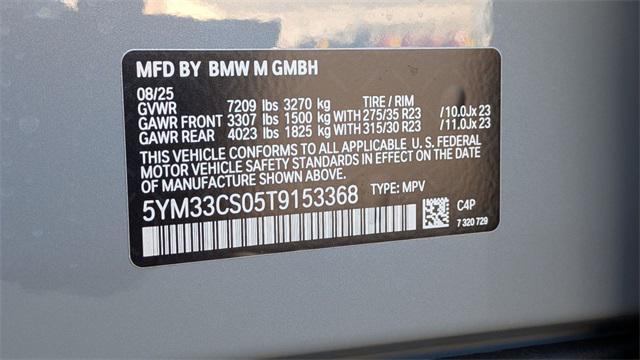 MFD BY BMW M GMBH
08/25
GVWR 7209 lbs 3270 kg TIRE / RIM
GAWR FRONT 3307 lbs 1500 kg WITH 275/35 R23 / 10.0Jx 23
GAWR REAR 4023 lbs 1825 kg WITH 315/30 R23 / 11.0Jx 23
THIS VEHICLE CONFORMS TO ALL APPLICABLE U. S. FEDERAL
MOTOR VEHICLE SAFETY STANDARDS IN EFFECT ON THE DATE
OF MANUFACTURE SHOWN ABOVE.
5YM33CS05T9153368 TYPE: MPV
C4P
7 320 729